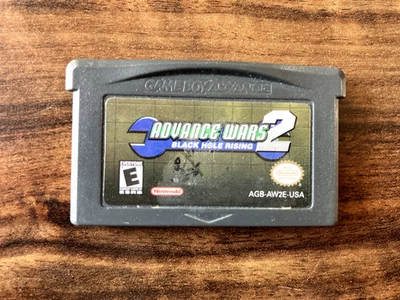 GAME BOY ADVANCE
ADVANCE WARS 2
BLACK HOLE RISING
E
Nintendo
AGB-AW2E-USA